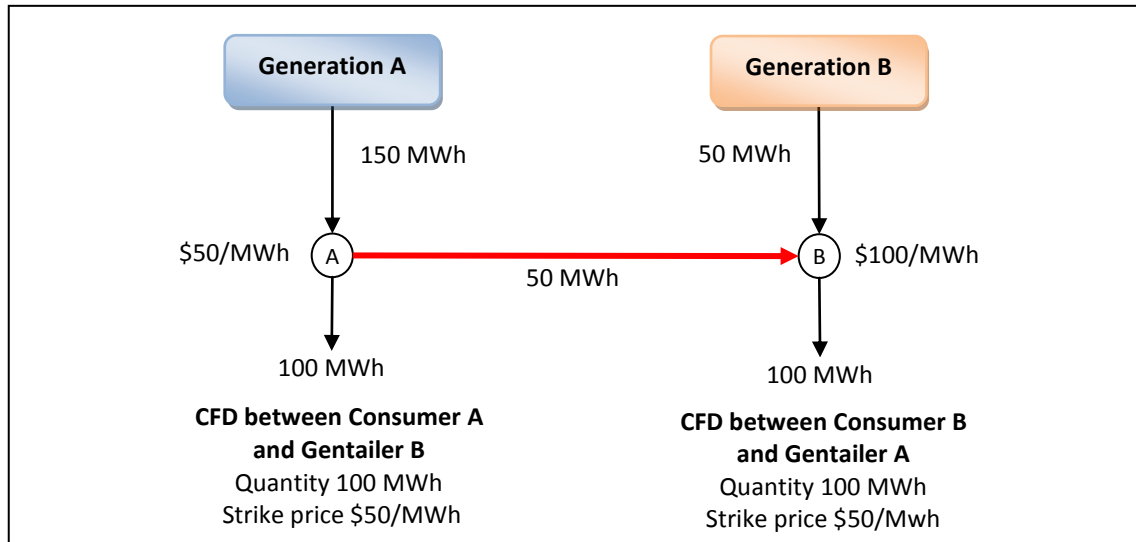 Generation A
Generation B
150 MWh
50 MWh
$50/MWh
A
50 MWh
B
$100/MWh
100 MWh
100 MWh
CFD between Consumer A
and Gentailer B
Quantity 100 MWh
Strike price $50/MWh
CFD between Consumer B
and Gentailer A
Quantity 100 MWh
Strike price $50/Mwh